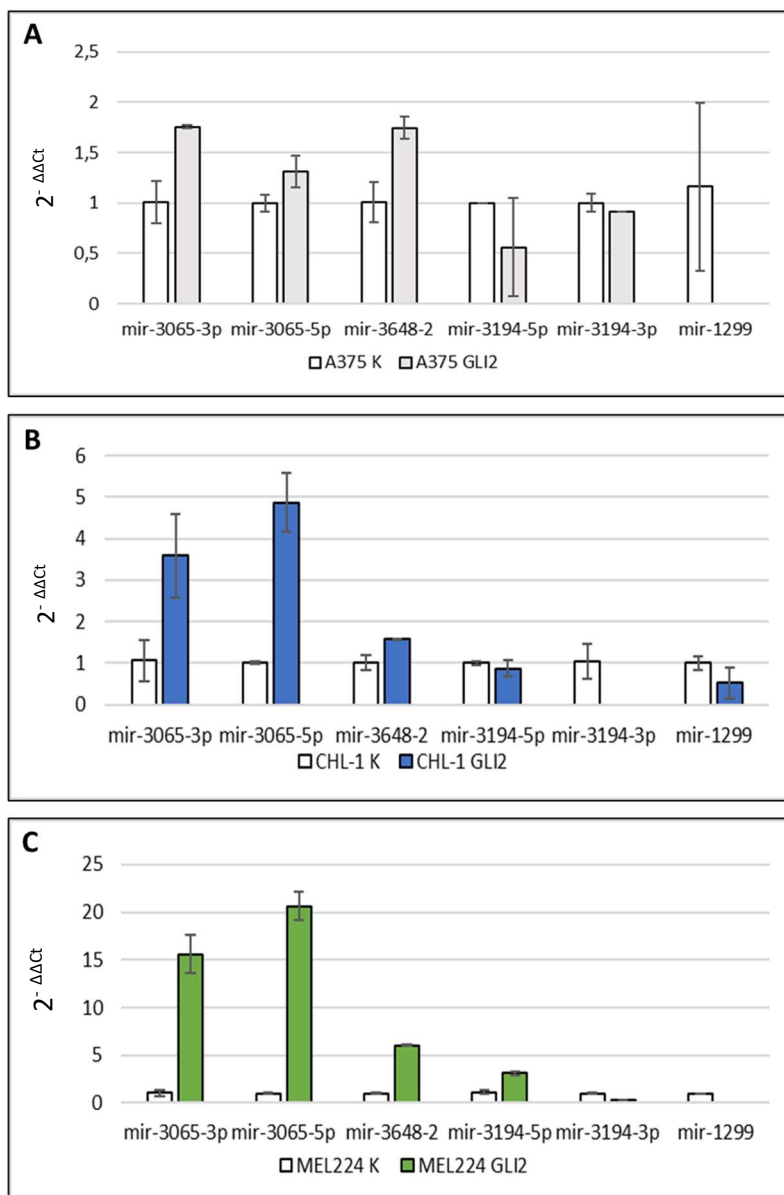 A
2,5
2
1,5
1
0,5
0
2^- ΔΔCt
mir-3065-3p mir-3065-5p mir-3648-2 mir-3194-5p mir-3194-3p mir-1299
A375 K A375 GLI2
B
6
5
4
3
2
1
0
2^- ΔΔCt
mir-3065-3p mir-3065-5p mir-3648-2 mir-3194-5p mir-3194-3p mir-1299
CHL-1 K CHL-1 GLI2
C
25
20
15
10
5
0
2^- ΔΔCt
mir-3065-3p mir-3065-5p mir-3648-2 mir-3194-5p mir-3194-3p mir-1299
MEL224 K MEL224 GLI2